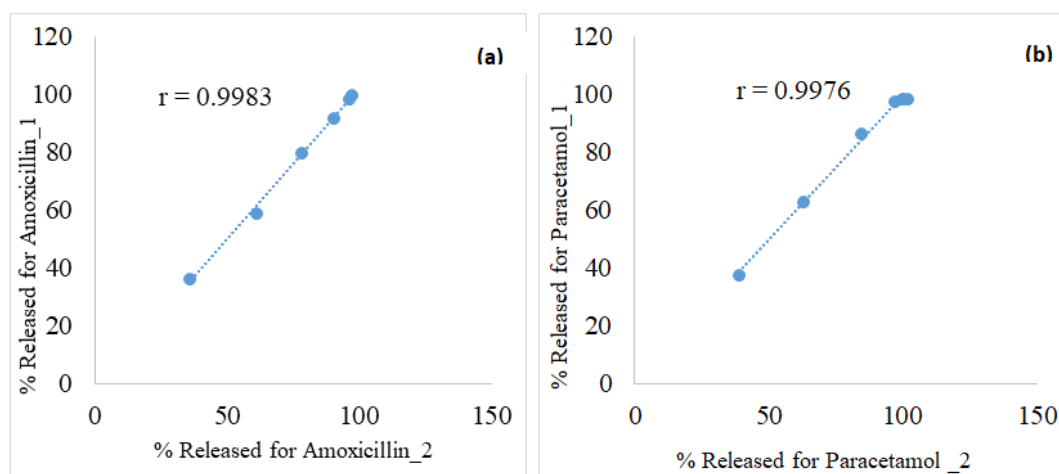 (a)
r = 0.9983
120
100
80
60
40
20
0
0 50 100 150
% Released for Amoxicillin_1
% Released for Amoxicillin_2
(b)
r = 0.9976
120
100
80
60
40
20
0
0 50 100 150
% Released for Paracetamol_1
% Released for Paracetamol _2